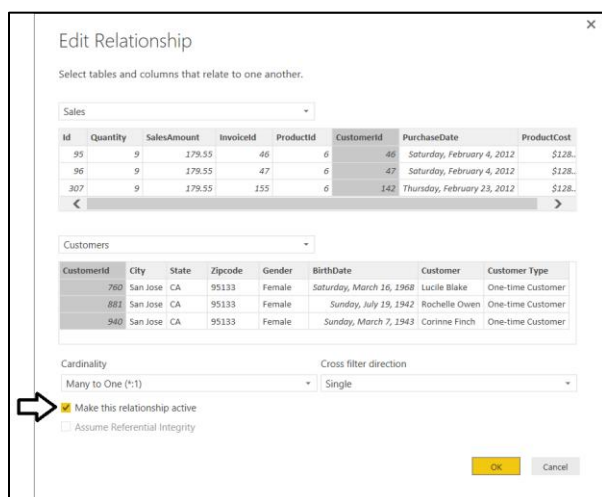 Edit Relationship
Select tables and columns that relate to one another.
Sales
Id Quantity SalesAmount InvoiceId ProductId CustomerId PurchaseDate ProductCost
95 9 179.55 46 6 46 Saturday, February 4, 2012 $128..
96 9 179.55 47 6 47 Saturday, February 4, 2012 $128..
307 9 179.55 155 6 142 Thursday, February 23, 2012 $128..
Customers
CustomerId City State Zipcode Gender BirthDate Customer Customer Type
760 San Jose CA 95133 Female Saturday, March 16, 1968 Lucile Blake One-time Customer
881 San Jose CA 95133 Female Sunday, July 19, 1942 Rochelle Owen One-time Customer
940 San Jose CA 95133 Female Sunday, March 7, 1943 Corinne Finch One-time Customer
Cardinality Cross filter direction
Many to One (*:1) Single
Make this relationship active
Assume Referential Integrity
OK Cancel